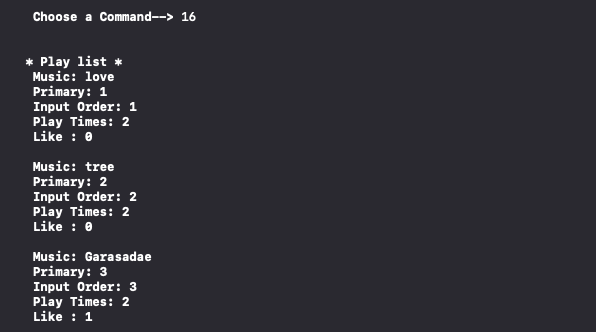 Choose a Command--> 16
* Play list *
Music: love
Primary: 1
Input Order: 1
Play Times: 2
Like : 0
Music: tree
Primary: 2
Input Order: 2
Play Times: 2
Like : 0
Music: Garasadae
Primary: 3
Input Order: 3
Play Times: 2
Like : 1